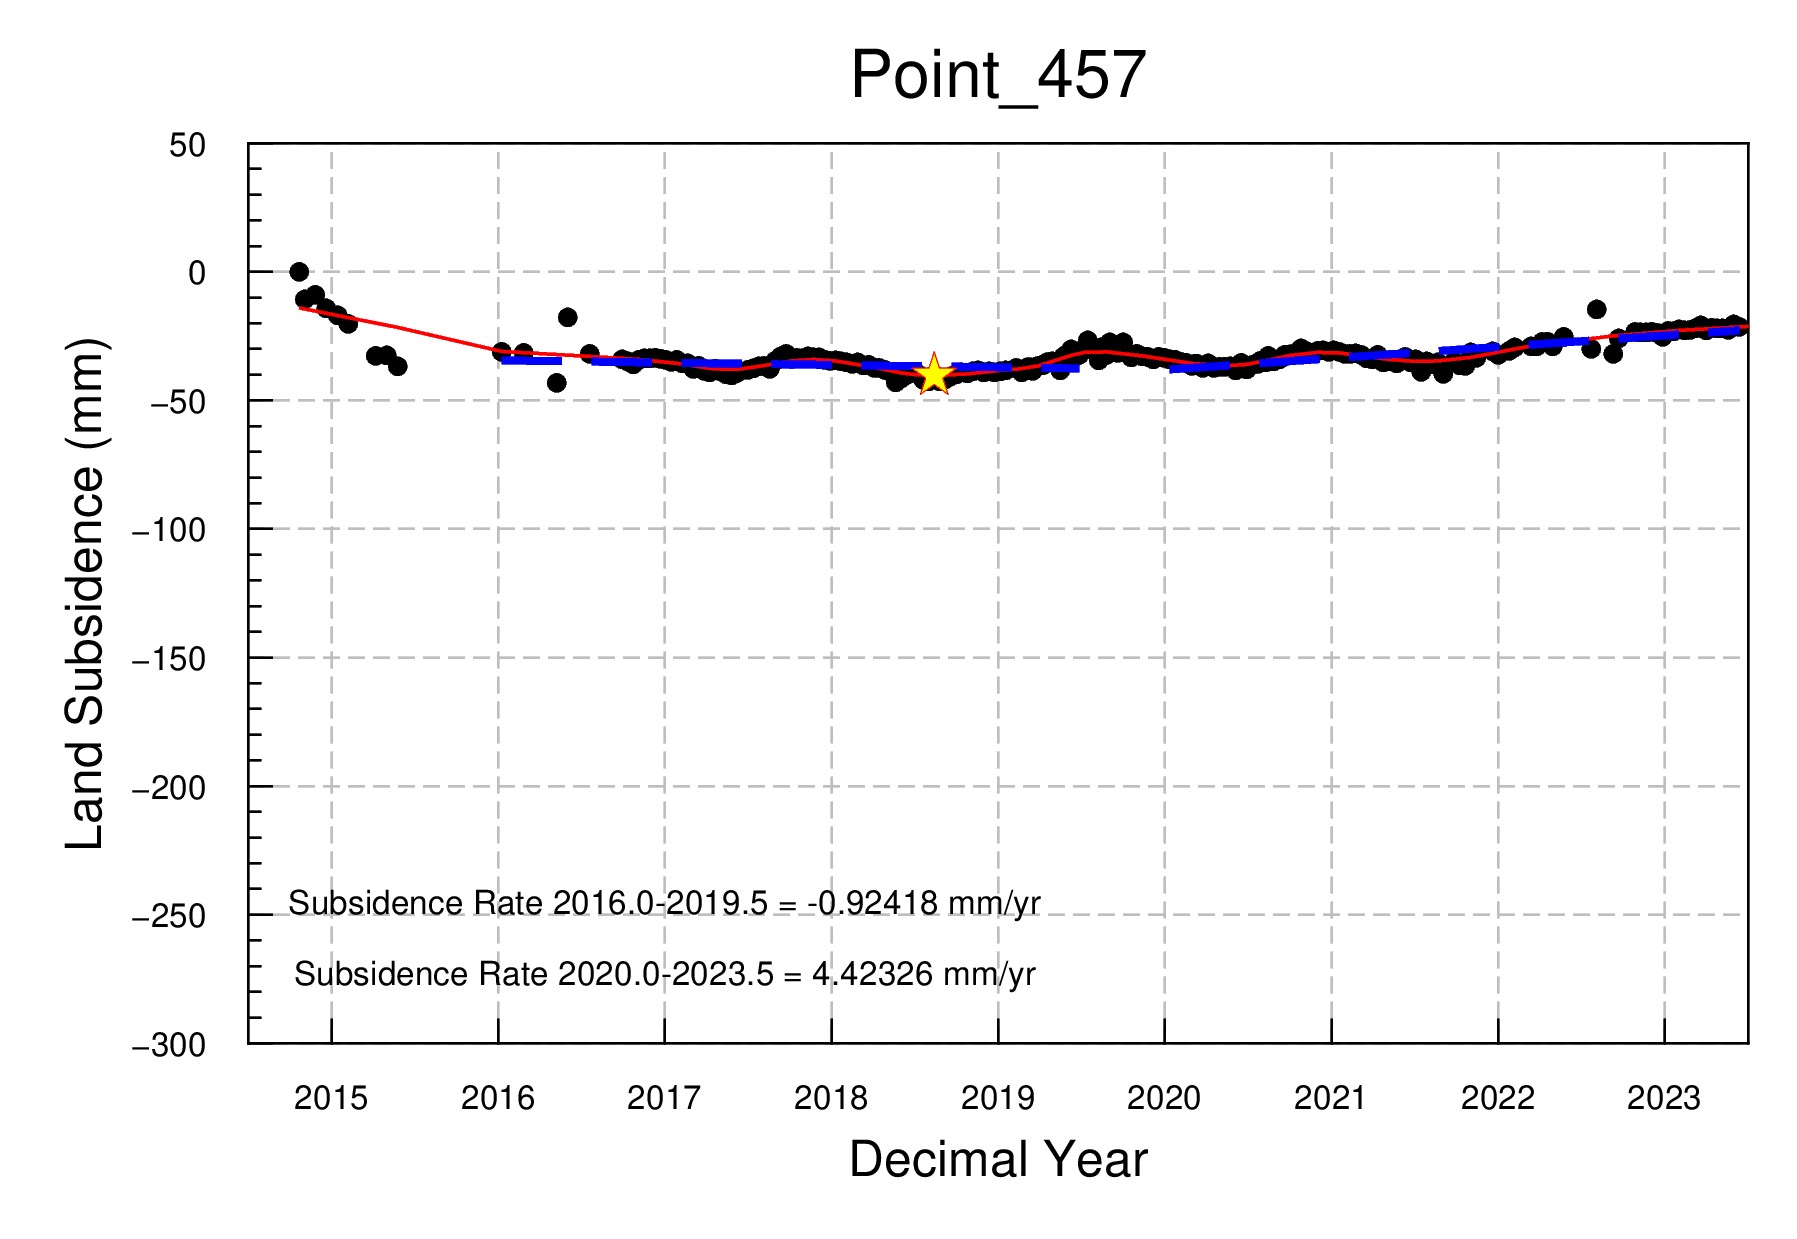 Point_457
50
0
−50
−100
−150
−200
−250
−300
Land Subsidence (mm)
Subsidence Rate 2016.0-2019.5 = -0.92418 mm/yr
Subsidence Rate 2020.0-2023.5 = 4.42326 mm/yr
2015 2016 2017 2018 2019 2020 2021 2022 2023
Decimal Year